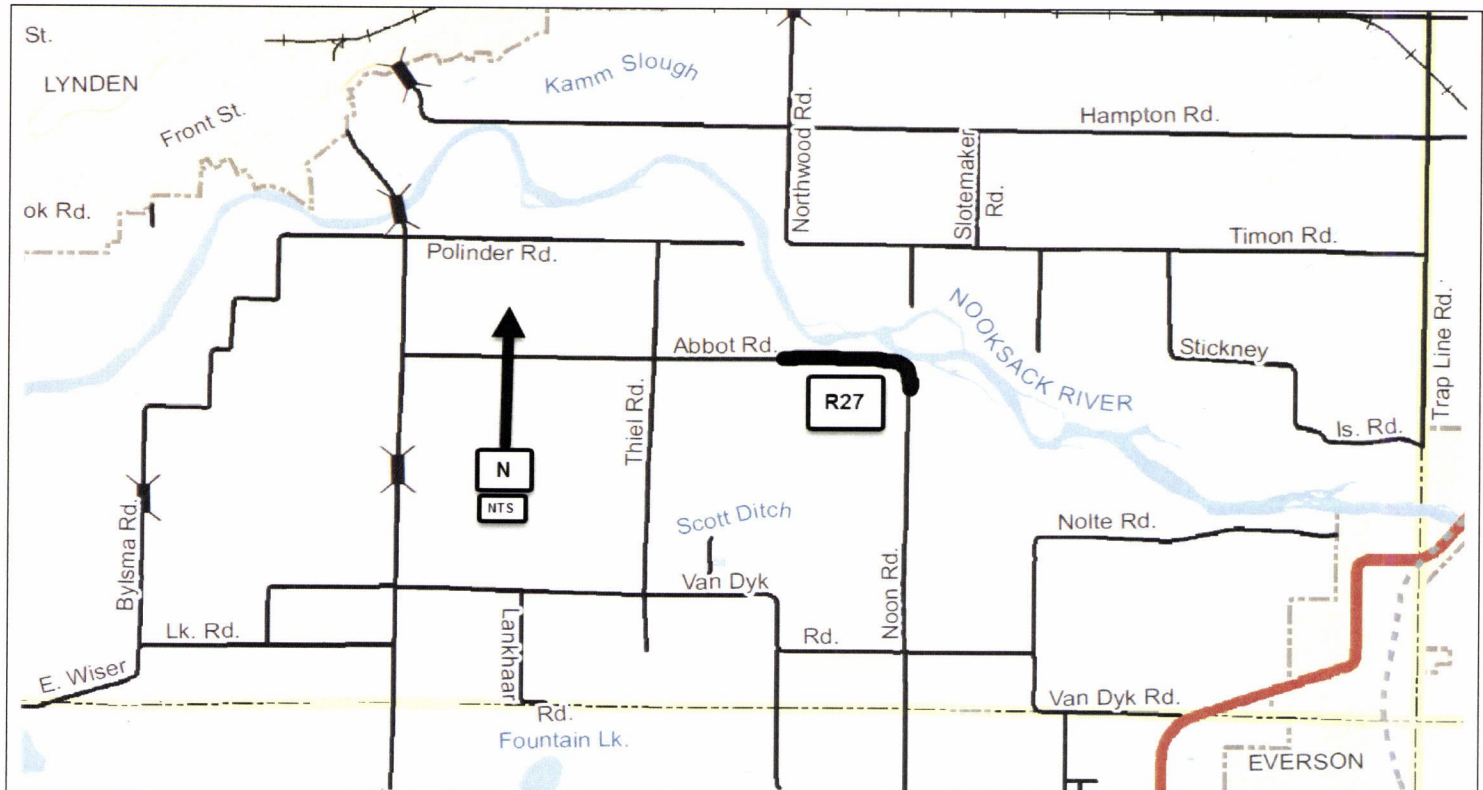 St.
LYNDEN
Kamm Slough
Front St.
Northwood Rd.
Hampton Rd.
Slotemaker
Rd.
ok Rd.
Polinder Rd.
Timon Rd.
NOOKSACK RIVER
Trap Line Rd.
Abbot Rd.
Stickney
Thiel Rd.
R27
Is. Rd.
N
NTS
Bylsma Rd.
Scott Ditch
Nolte Rd.
Noon Rd.
Van Dyk
Lk. Rd.
Lankhaar
Rd.
E. Wiser
Van Dyk Rd.
Rd.
Fountain Lk.
EVERSON